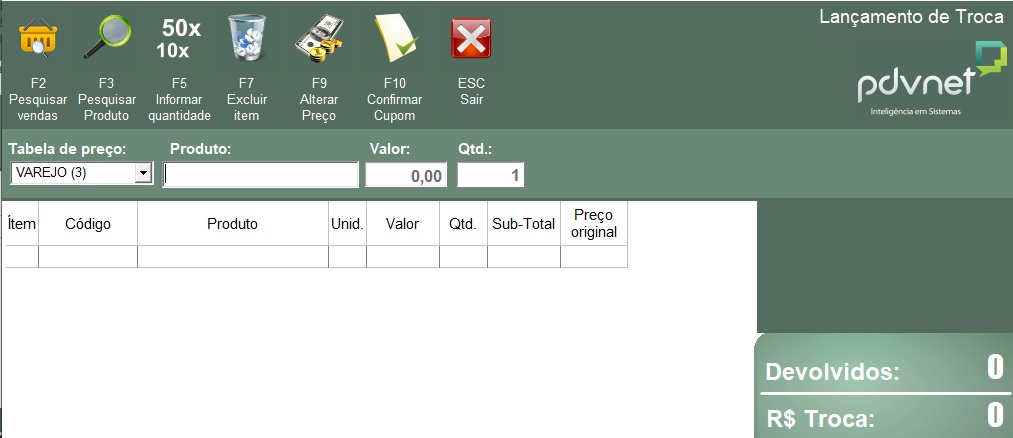 Lançamento de Troca
50x
10x
F2
Pesquisar
vendas
F3
Pesquisar
Produto
F5
Informar
quantidade
F7
Excluir
item
F9
Alterar
Preço
F10
Confirmar
Cupom
ESC
Sair
pdvnet
Inteligência em Sistemas
Tabela de preço: Produto: Valor: Qtd.:
VAREJO (3) 0,00 1
Ítem Código Produto Unid. Valor Qtd. Sub-Total Preço original
Devolvidos: 0
R$ Troca: 0